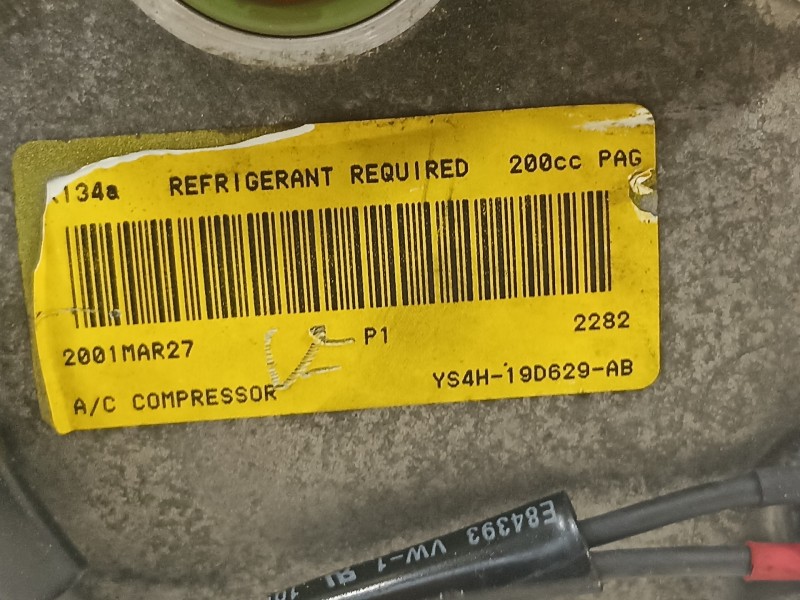 134a REFRIGERANT REQUIRED 200cc PAG
2001MAR27 P1 2282
A/C COMPRESSOR YS4H-19D629-AB
E84393 VW-1